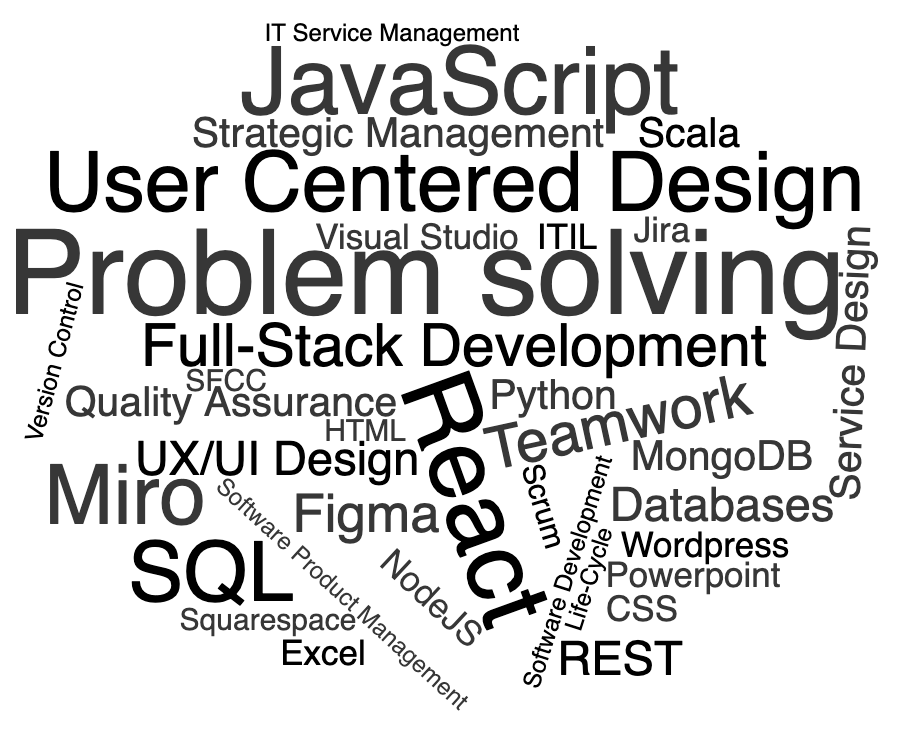 IT Service Management
JavaScript
Strategic Management
Scala
User Centered Design
Visual Studio
ITIL
Jira
Problem solving
Service Design
Version Control
Full-Stack Development
SFCC
Quality Assurance
Python
React
Teamwork
HTML
UX/UI Design
MongoDB
Miro
Software Product Management
Figma
Scrum
Software Development
Life-Cycle
Databases
SQL
NodeJS
Wordpress
Powerpoint
Squarespace
CSS
Excel
REST